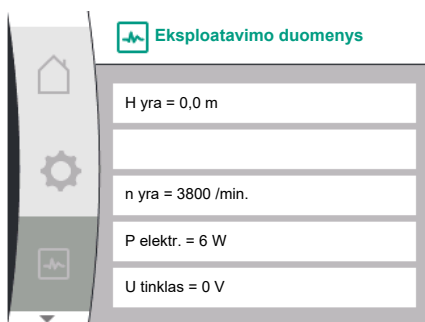 Eksploatavimo duomenys
H yra = 0,0 m
n yra = 3800 /min.
P elektr. = 6 W
U tinklas = 0 V